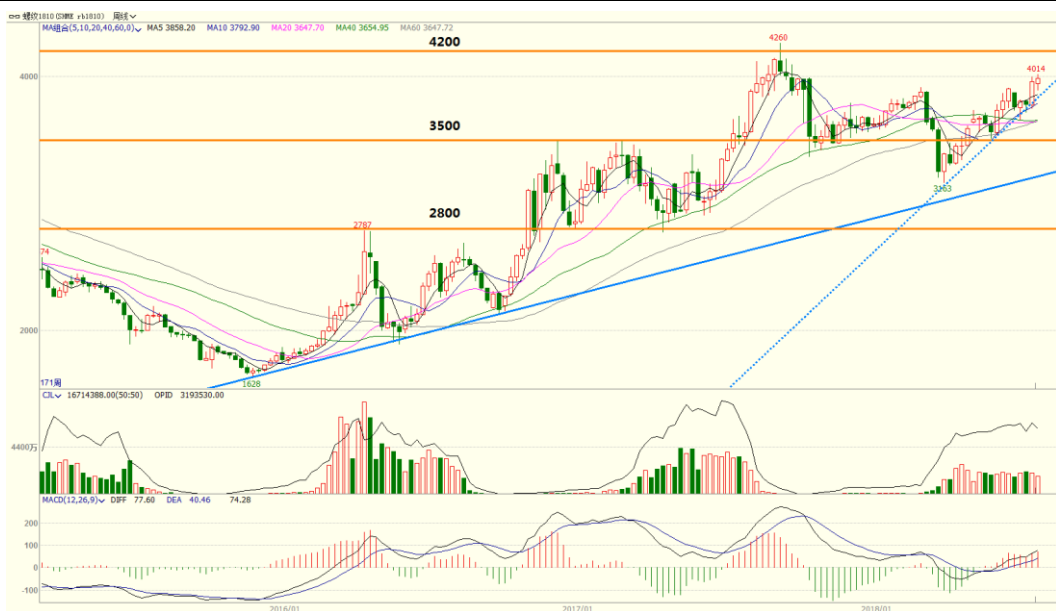 螺纹1810 (SHME rb1810) 周线
MA组合(5,10,20,40,60,0) MA5 3858.20 MA10 3792.90 MA20 3647.70 MA40 3654.95 MA60 3647.72
4200
4260
4014
4000
3500
3163
2800
2787
74
2000
1628
171周
CJL 16714388.00(50:50) OPID 3193530.00
4400万
MACD(12,26,9) DIFF 77.60 DEA 40.46 74.28
200
100
0
-100
2016/01 2017/01 2018/01